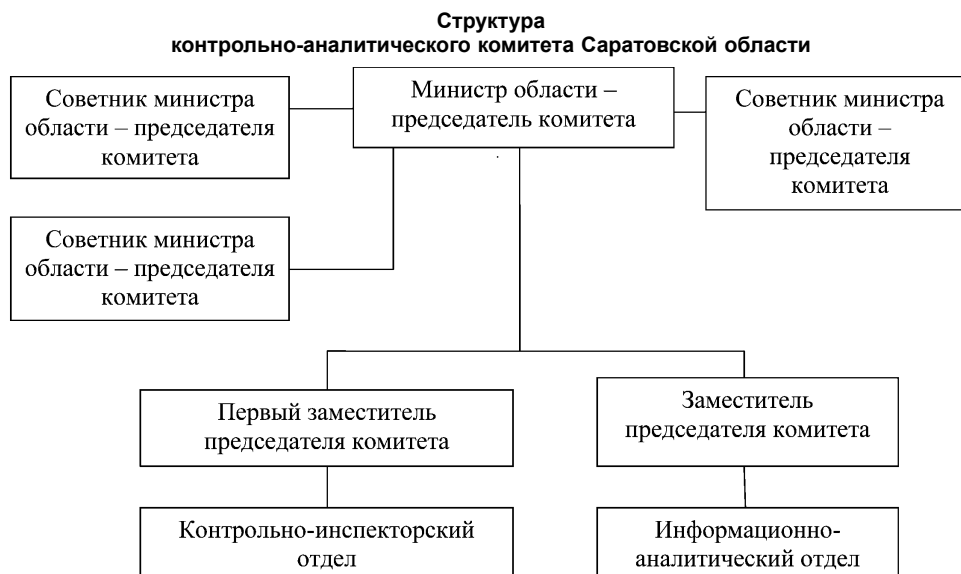 Структура
контрольно-аналитического комитета Саратовской области
Советник министра
области – председателя
комитета
Министр области –
председатель комитета
Советник министра
области –
председателя
комитета
Советник министра
области – председателя
комитета
Первый заместитель
председателя комитета
Заместитель
председателя комитета
Контрольно-инспекторский
отдел
Информационно-
аналитический отдел